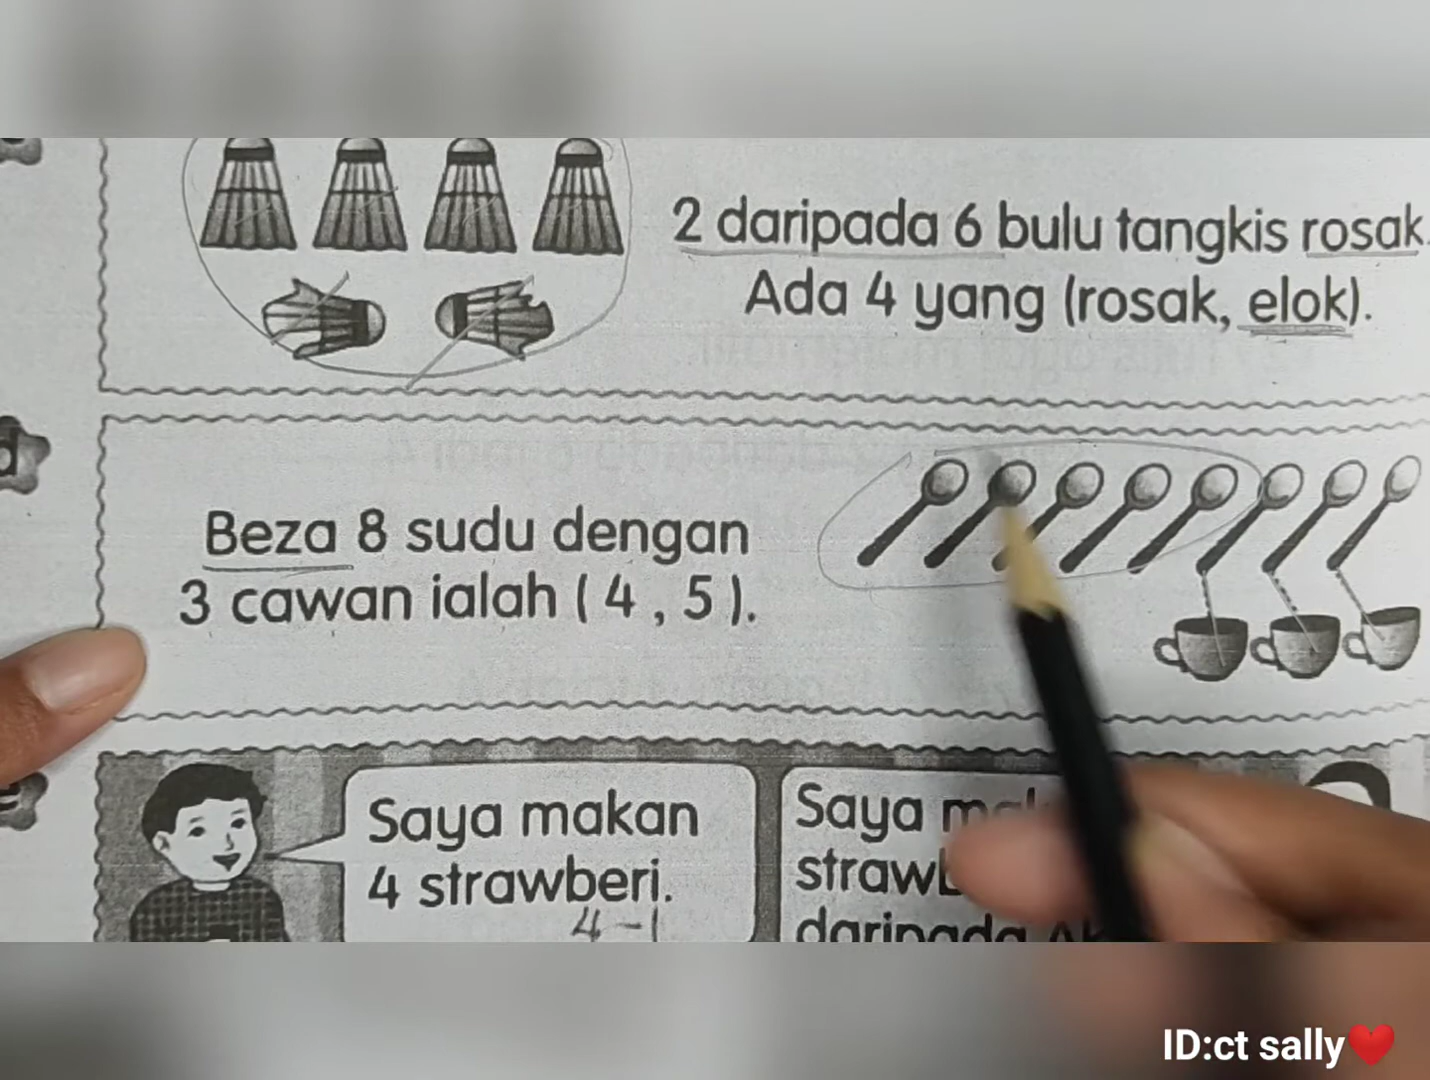 2 daripada 6 bulu tangkis rosak.
Ada 4 yang (rosak, elok).
d
Beza 8 sudu dengan
3 cawan ialah ( 4 , 5 ).
Saya makan
4 strawberi.
4 - 1
Saya
daripada
ID:ct sally❤️